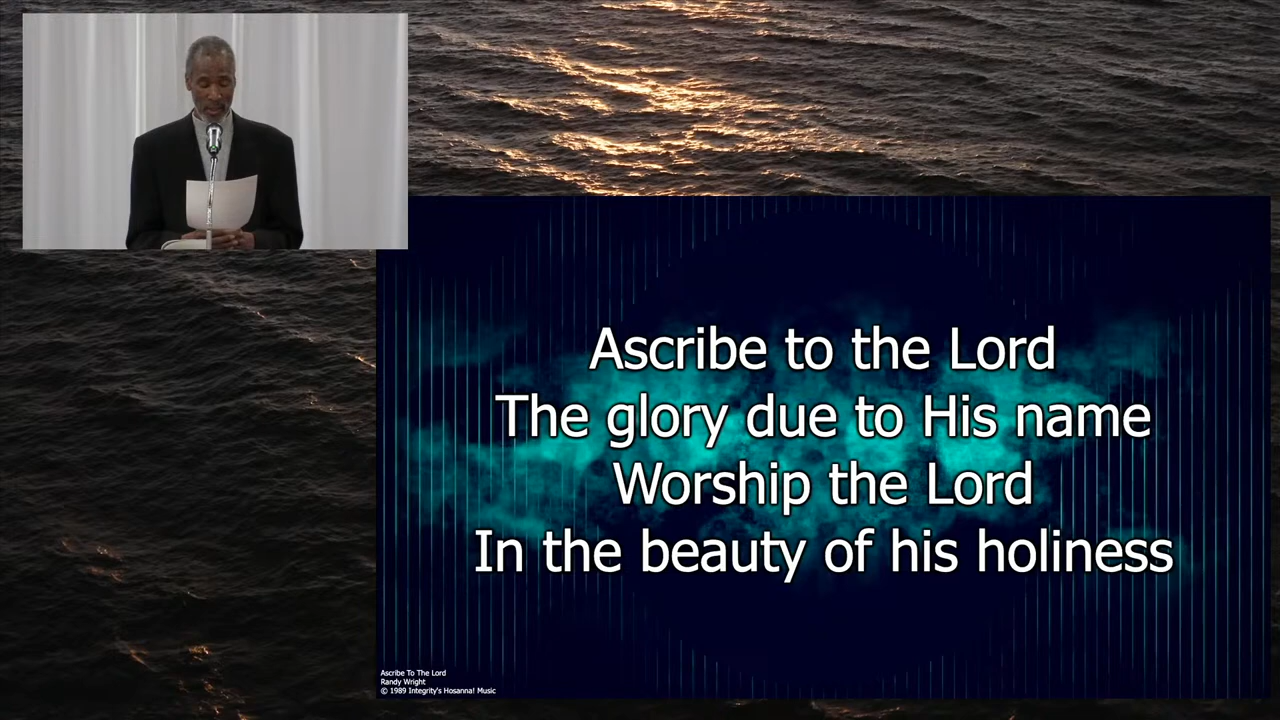 Ascribe to the Lord
The glory due to His name
Worship the Lord
In the beauty of his holiness
Ascribe To The Lord
Randy Wright
© 1989 Integrity's Hosanna! Music